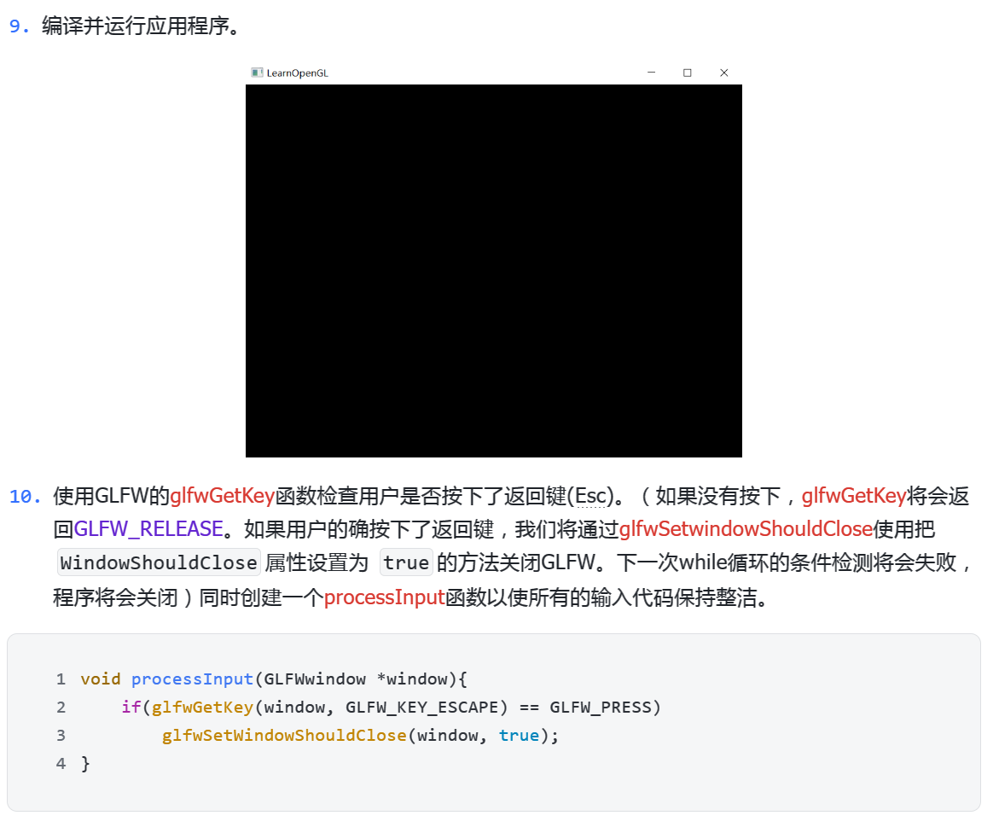 9. 编译并运行应用程序。
LearnOpenGL
10. 使用GLFW的glfwGetKey函数检查用户是否按下了返回键(Esc)。（如果没有按下，glfwGetKey将会返
回GLFW_RELEASE。如果用户的确按下了返回键，我们将通过glfwSetwindowShouldClose使用把
WindowShouldClose 属性设置为 true 的方法关闭GLFW。下一次while循环的条件检测将会失败，
程序将会关闭）同时创建一个processInput函数以使所有的输入代码保持整洁。
1 void processInput(GLFWwindow *window){
2     if(glfwGetKey(window, GLFW_KEY_ESCAPE) == GLFW_PRESS)
3         glfwSetWindowShouldClose(window, true);
4 }